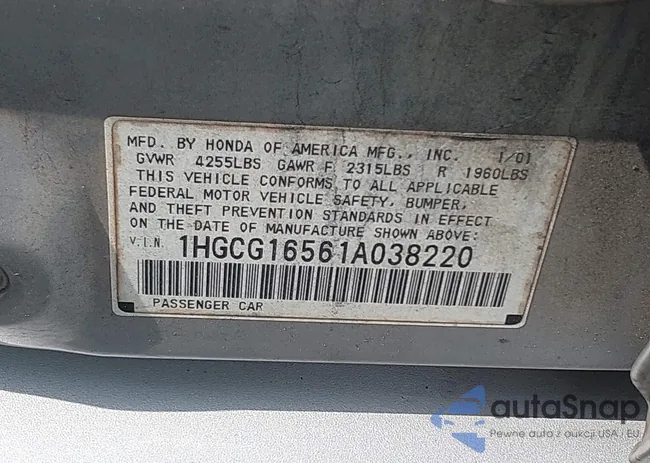 MFD. BY HONDA OF AMERICA MFG., INC. 1/01
GVWR 4255LBS GAWR F 2315LBS R 1960LBS
THIS VEHICLE CONFORMS TO ALL APPLICABLE
FEDERAL MOTOR VEHICLE SAFETY, BUMPER,
AND THEFT PREVENTION STANDARDS IN EFFECT
ON THE DATE OF MANUFACTURE SHOWN ABOVE:
V.I.N. 1HGCG16561A038220
PASSENGER CAR
autaSnap
Pewne auta z aukcji USA i EU